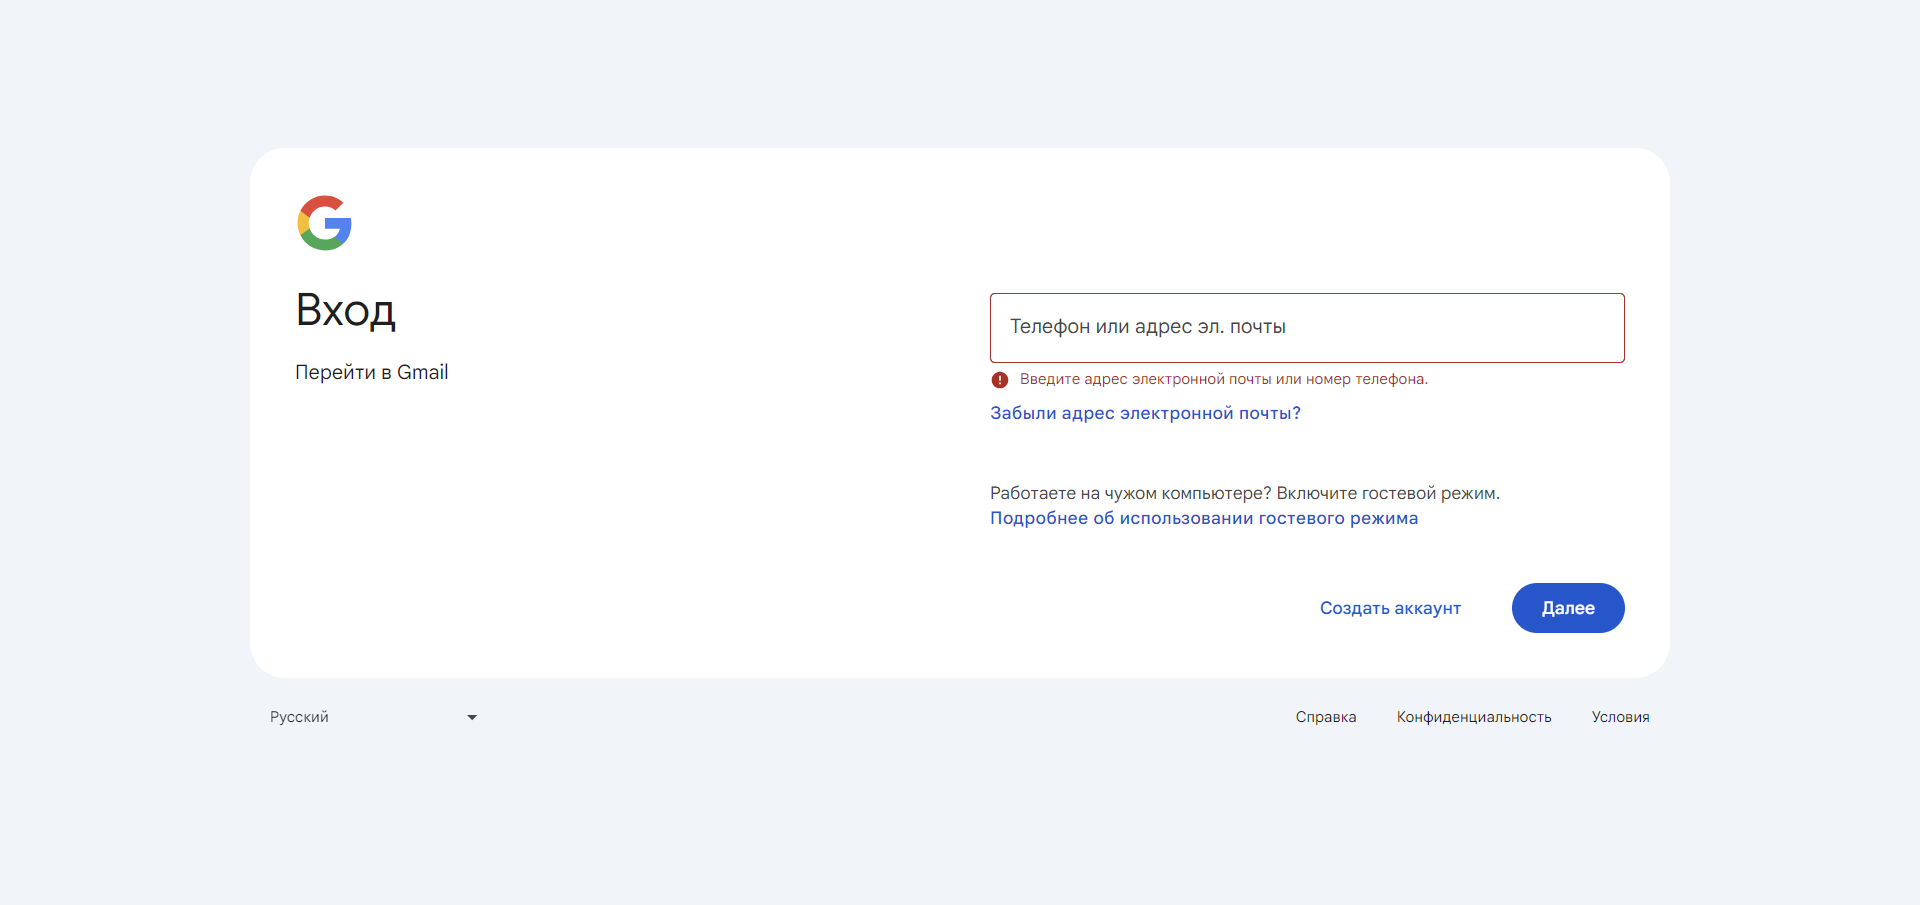 Вход
Перейти в Gmail
Телефон или адрес эл. почты
Введите адрес электронной почты или номер телефона.
Забыли адрес электронной почты?
Работаете на чужом компьютере? Включите гостевой режим.
Подробнее об использовании гостевого режима
Создать аккаунт
Далее
Русский
Справка
Конфиденциальность
Условия